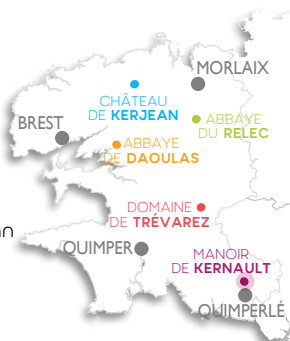 MORLAIX
CHÂTEAU
DE KERJEAN
BREST
ABBAYE
DU RELEC
ABBAYE
DE DAOULAS
DOMAINE
DE TRÉVAREZ
QUIMPER
MANOIR
DE KERNAULT
QUIMPERLÉ